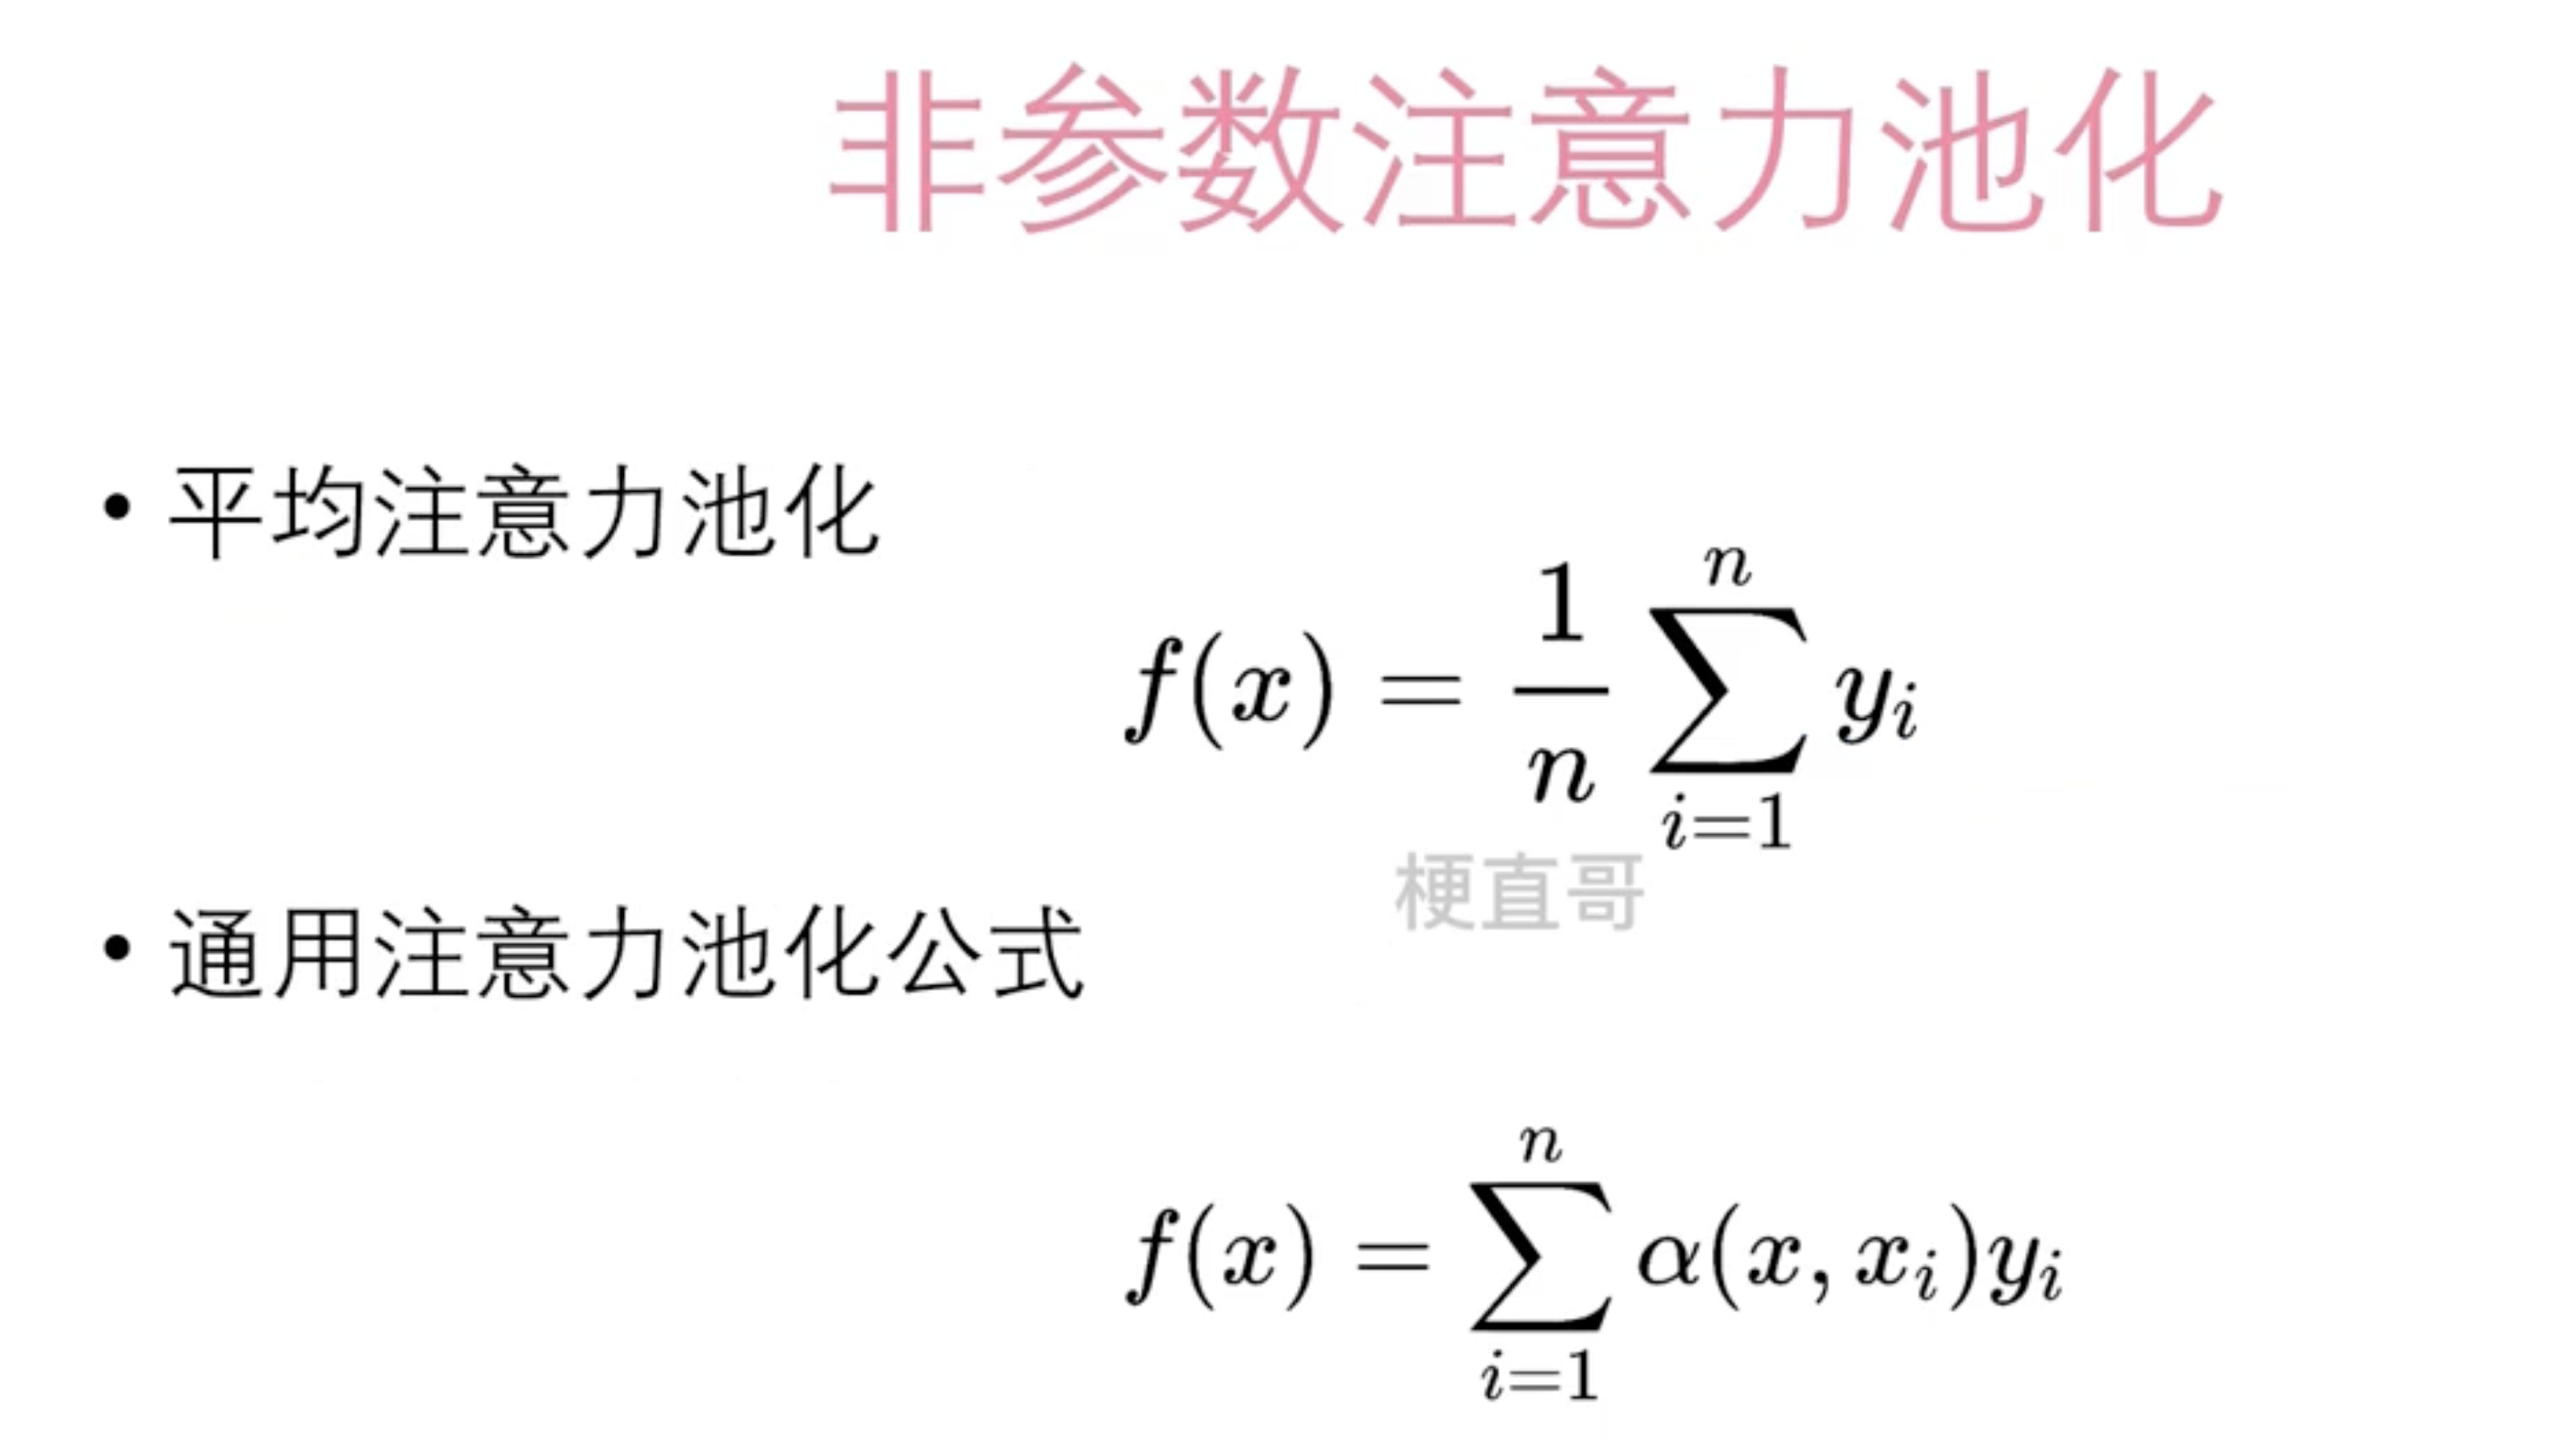 非参数注意力池化
• 平均注意力池化
f(x) = \frac{1}{n} \sum_{i=1}^{n} y_i
梗直哥
• 通用注意力池化公式
f(x) = \sum_{i=1}^{n} α(x, x_i)y_i